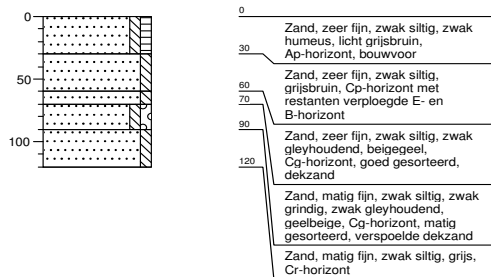 0
50
100
0
Zand, zeer fijn, zwak siltig, zwak
humeus, licht grijsbruin,
Ap-horizont, bouwvoor
30
Zand, zeer fijn, zwak siltig,
grijsbruin, Cp-horizont met
restanten verploegde E- en
B-horizont
60
Zand, zeer fijn, zwak siltig, zwak
gleyhoudend, beigegeel,
Cg-horizont, goed gesorteerd,
dekzand
70
Zand, matig fijn, zwak siltig, zwak
grindig, zwak gleyhoudend,
geelbeige, Cg-horizont, matig
gesorteerd, verspoelde dekzand
90
Zand, matig fijn, zwak siltig, grijs,
Cr-horizont
120